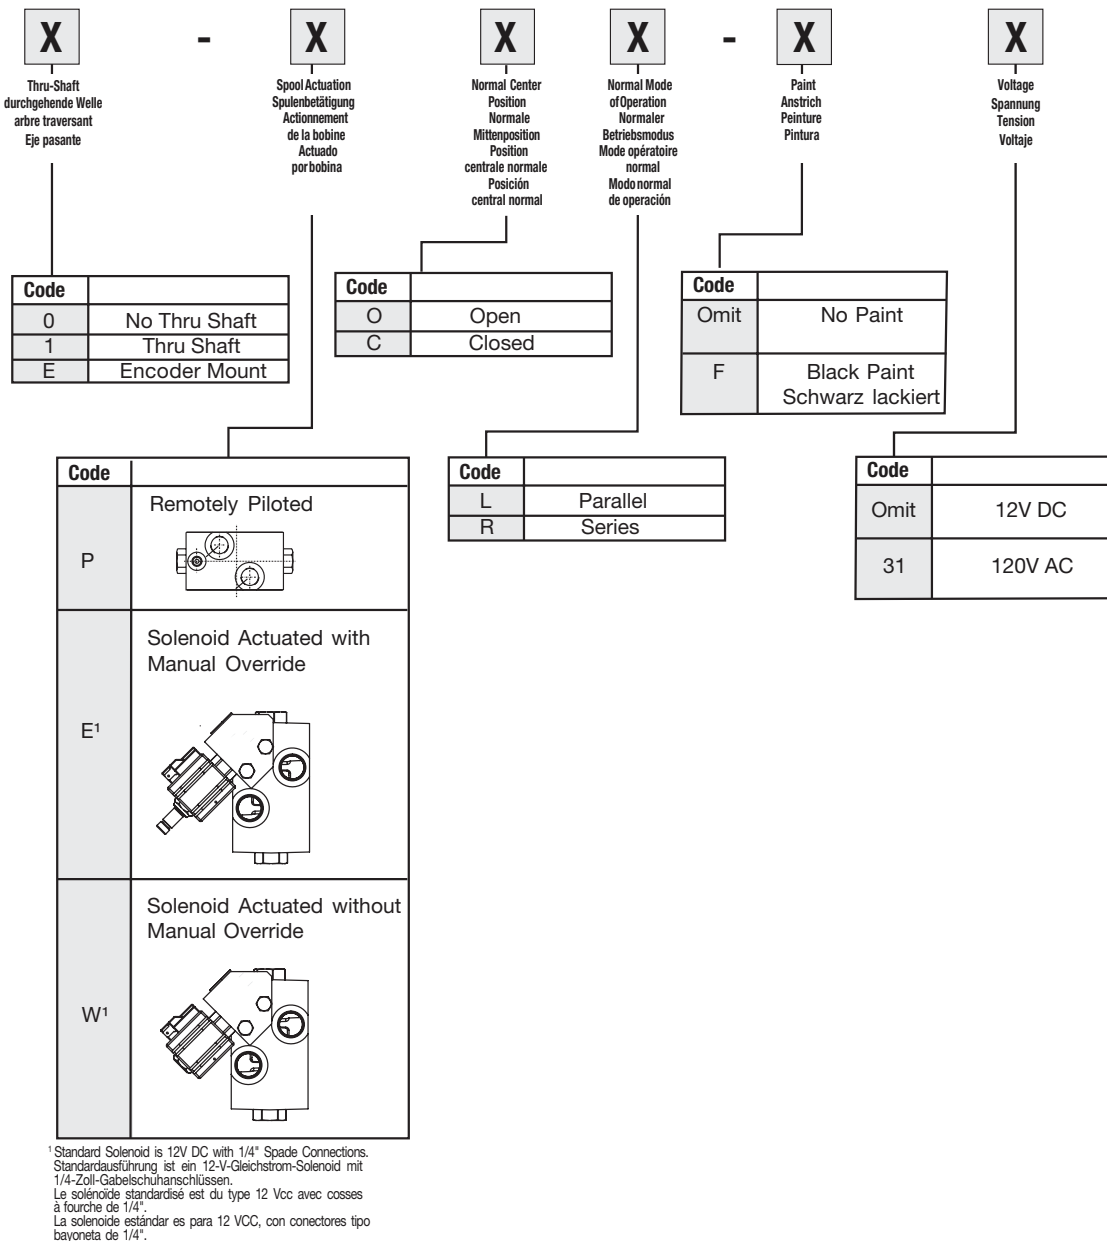 X - X X X - X X
Thru-Shaft
durchgehende Welle
arbre traversant
Eje pasante
Spool Actuation
Spulenbetätigung
Actionnement
de la bobine
Actuado
por bobina
Normal Center
Position
Normale
Mittenposition
Position
centrale normale
Posición
central normal
Normal Mode
of Operation
Normaler
Betriebsmodus
Mode opératoire
normal
Modo normal
de operación
Paint
Anstrich
Peinture
Pintura
Voltage
Spannung
Tension
Voltaje
Code
0 No Thru Shaft
1 Thru Shaft
E Encoder Mount
Code
O Open
C Closed
Code
Omit No Paint
F Black Paint
Schwarz lackiert
Code
P Remotely Piloted
E¹ Solenoid Actuated with
Manual Override
W¹ Solenoid Actuated without
Manual Override
Code
L Parallel
R Series
Code
Omit 12V DC
31 120V AC
¹ Standard Solenoid is 12V DC with 1/4" Spade Connections.
Standardausführung ist ein 12-V-Gleichstrom-Solenoid mit
1/4-Zoll-Gabelschuhanschlüssen.
Le solénoïde standardisé est du type 12 Vcc avec cosses
à fourche de 1/4".
La solenoide estándar es para 12 VCC, con conectores tipo
bayoneta de 1/4".